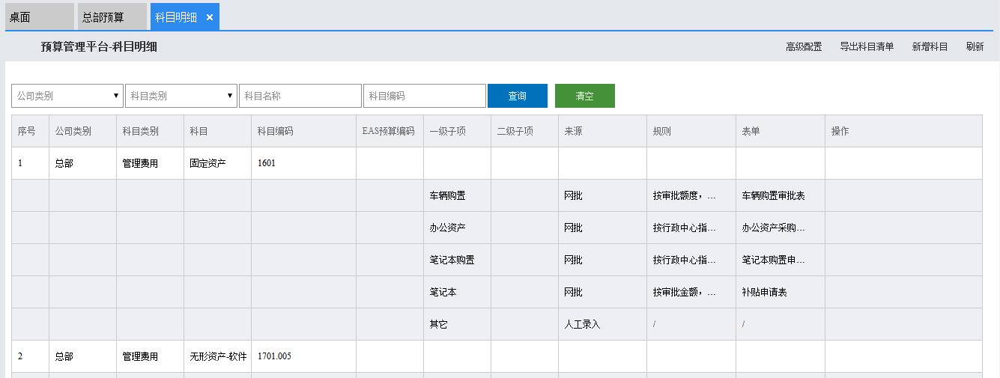 桌面 总部预算 科目明细 ×
预算管理平台-科目明细 高级配置 导出科目清单 新增科目 刷新
公司类别 科目类别 科目名称 科目编码 查询 清空
序号 公司类别 科目类别 科目 科目编码 EAS预算编码 一级子项 二级子项 来源 规则 表单 操作
1 总部 管理费用 固定资产 1601
车辆购置 网批 按审批额度，... 车辆购置审批表
办公资产 网批 按行政中心指... 办公资产采购...
笔记本购置 网批 按行政中心指... 笔记本购置申...
笔记本 网批 按审批金额，... 补贴申请表
其它 人工录入 / /
2 总部 管理费用 无形资产-软件 1701.005